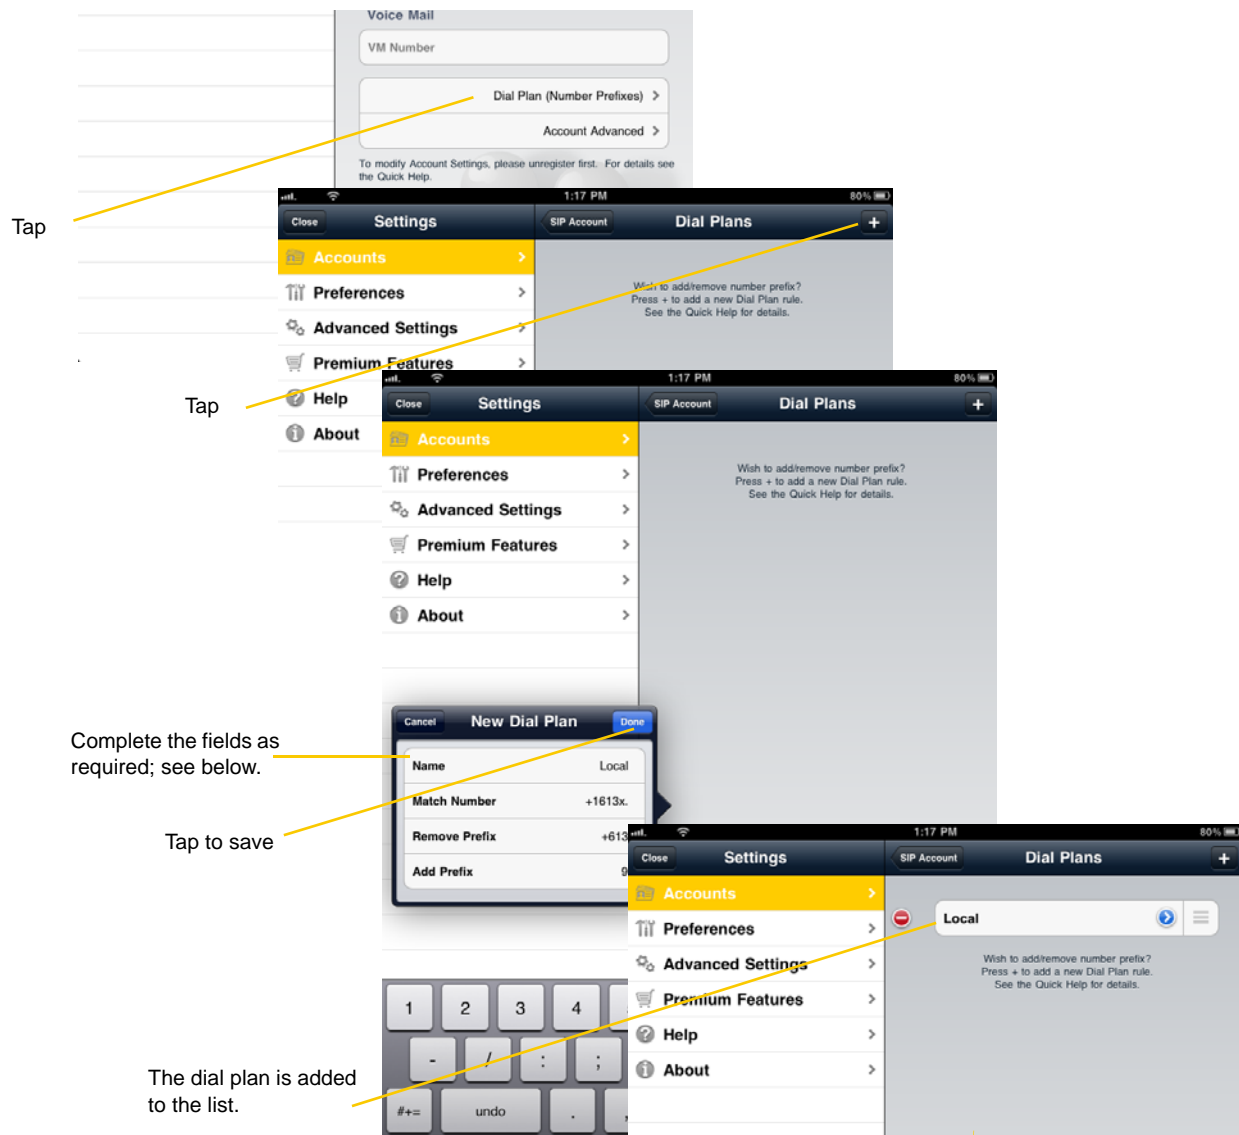 Voice Mail
VM Number
Dial Plan (Number Prefixes)
Account Advanced
To modify Account Settings, please unregister first. For details see
the Quick Help.
Tap
1:17 PM
80%
Close
Settings
SIP Account
Dial Plans
+
Accounts
Preferences
Advanced Settings
Premium Features
Help
About
Wish to add/remove number prefix?
Press + to add a new Dial Plan rule.
See the Quick Help for details.
Tap
1:17 PM
80%
Close
Settings
SIP Account
Dial Plans
+
Accounts
Preferences
Advanced Settings
Premium Features
Help
About
Wish to add/remove number prefix?
Press + to add a new Dial Plan rule.
See the Quick Help for details.
Complete the fields as
required; see below.
Tap to save
Cancel
New Dial Plan
Done
Name Local
Match Number +1613x.
Remove Prefix +613
Add Prefix 9
1 2 3 4
- / : ;
#+= undo . ,
The dial plan is added
to the list.
1:17 PM
80%
Close
Settings
SIP Account
Dial Plans
+
Accounts
Preferences
Advanced Settings
Premium Features
Help
About
Local
Wish to add/remove number prefix?
Press + to add a new Dial Plan rule.
See the Quick Help for details.